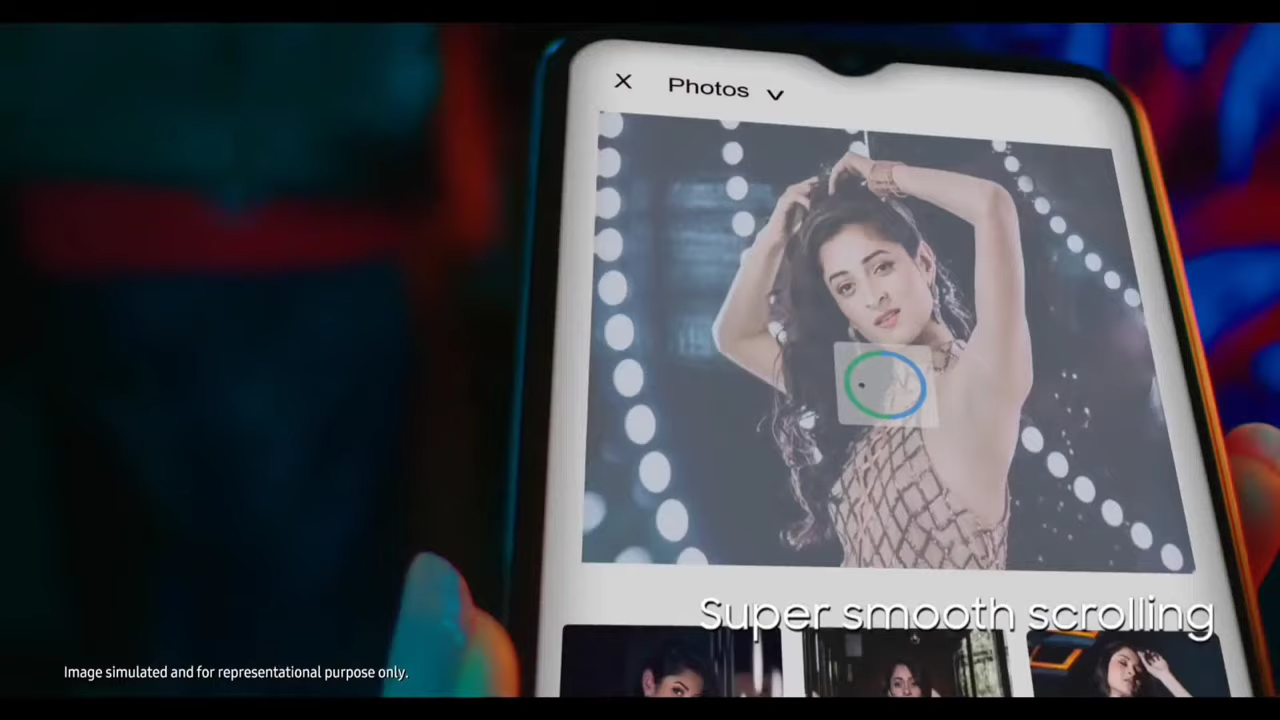 Photos
Super smooth scrolling
Image simulated and for representational purpose only.